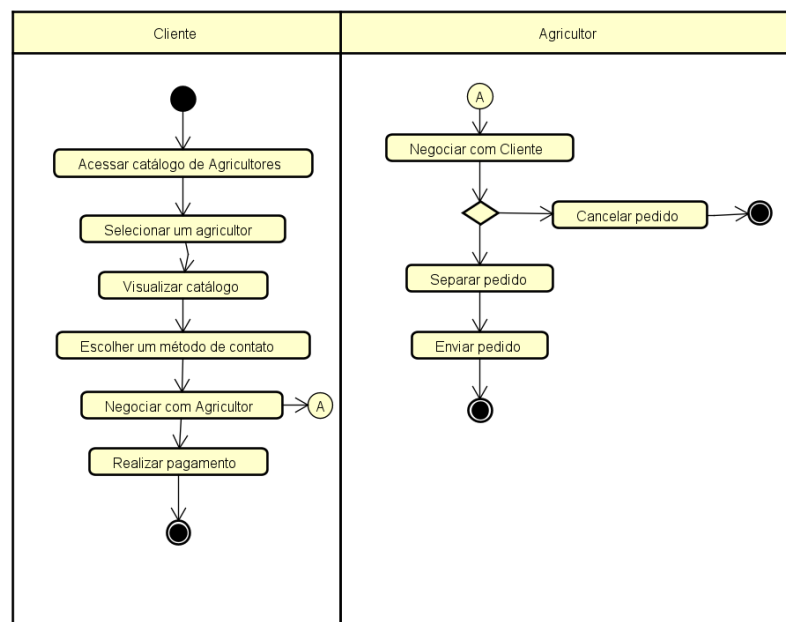 Cliente
Agricultor
Acessar catálogo de Agricultores
Selecionar um agricultor
Visualizar catálogo
Escolher um método de contato
Negociar com Agricultor
A
Realizar pagamento
A
Negociar com Cliente
Cancelar pedido
Separar pedido
Enviar pedido